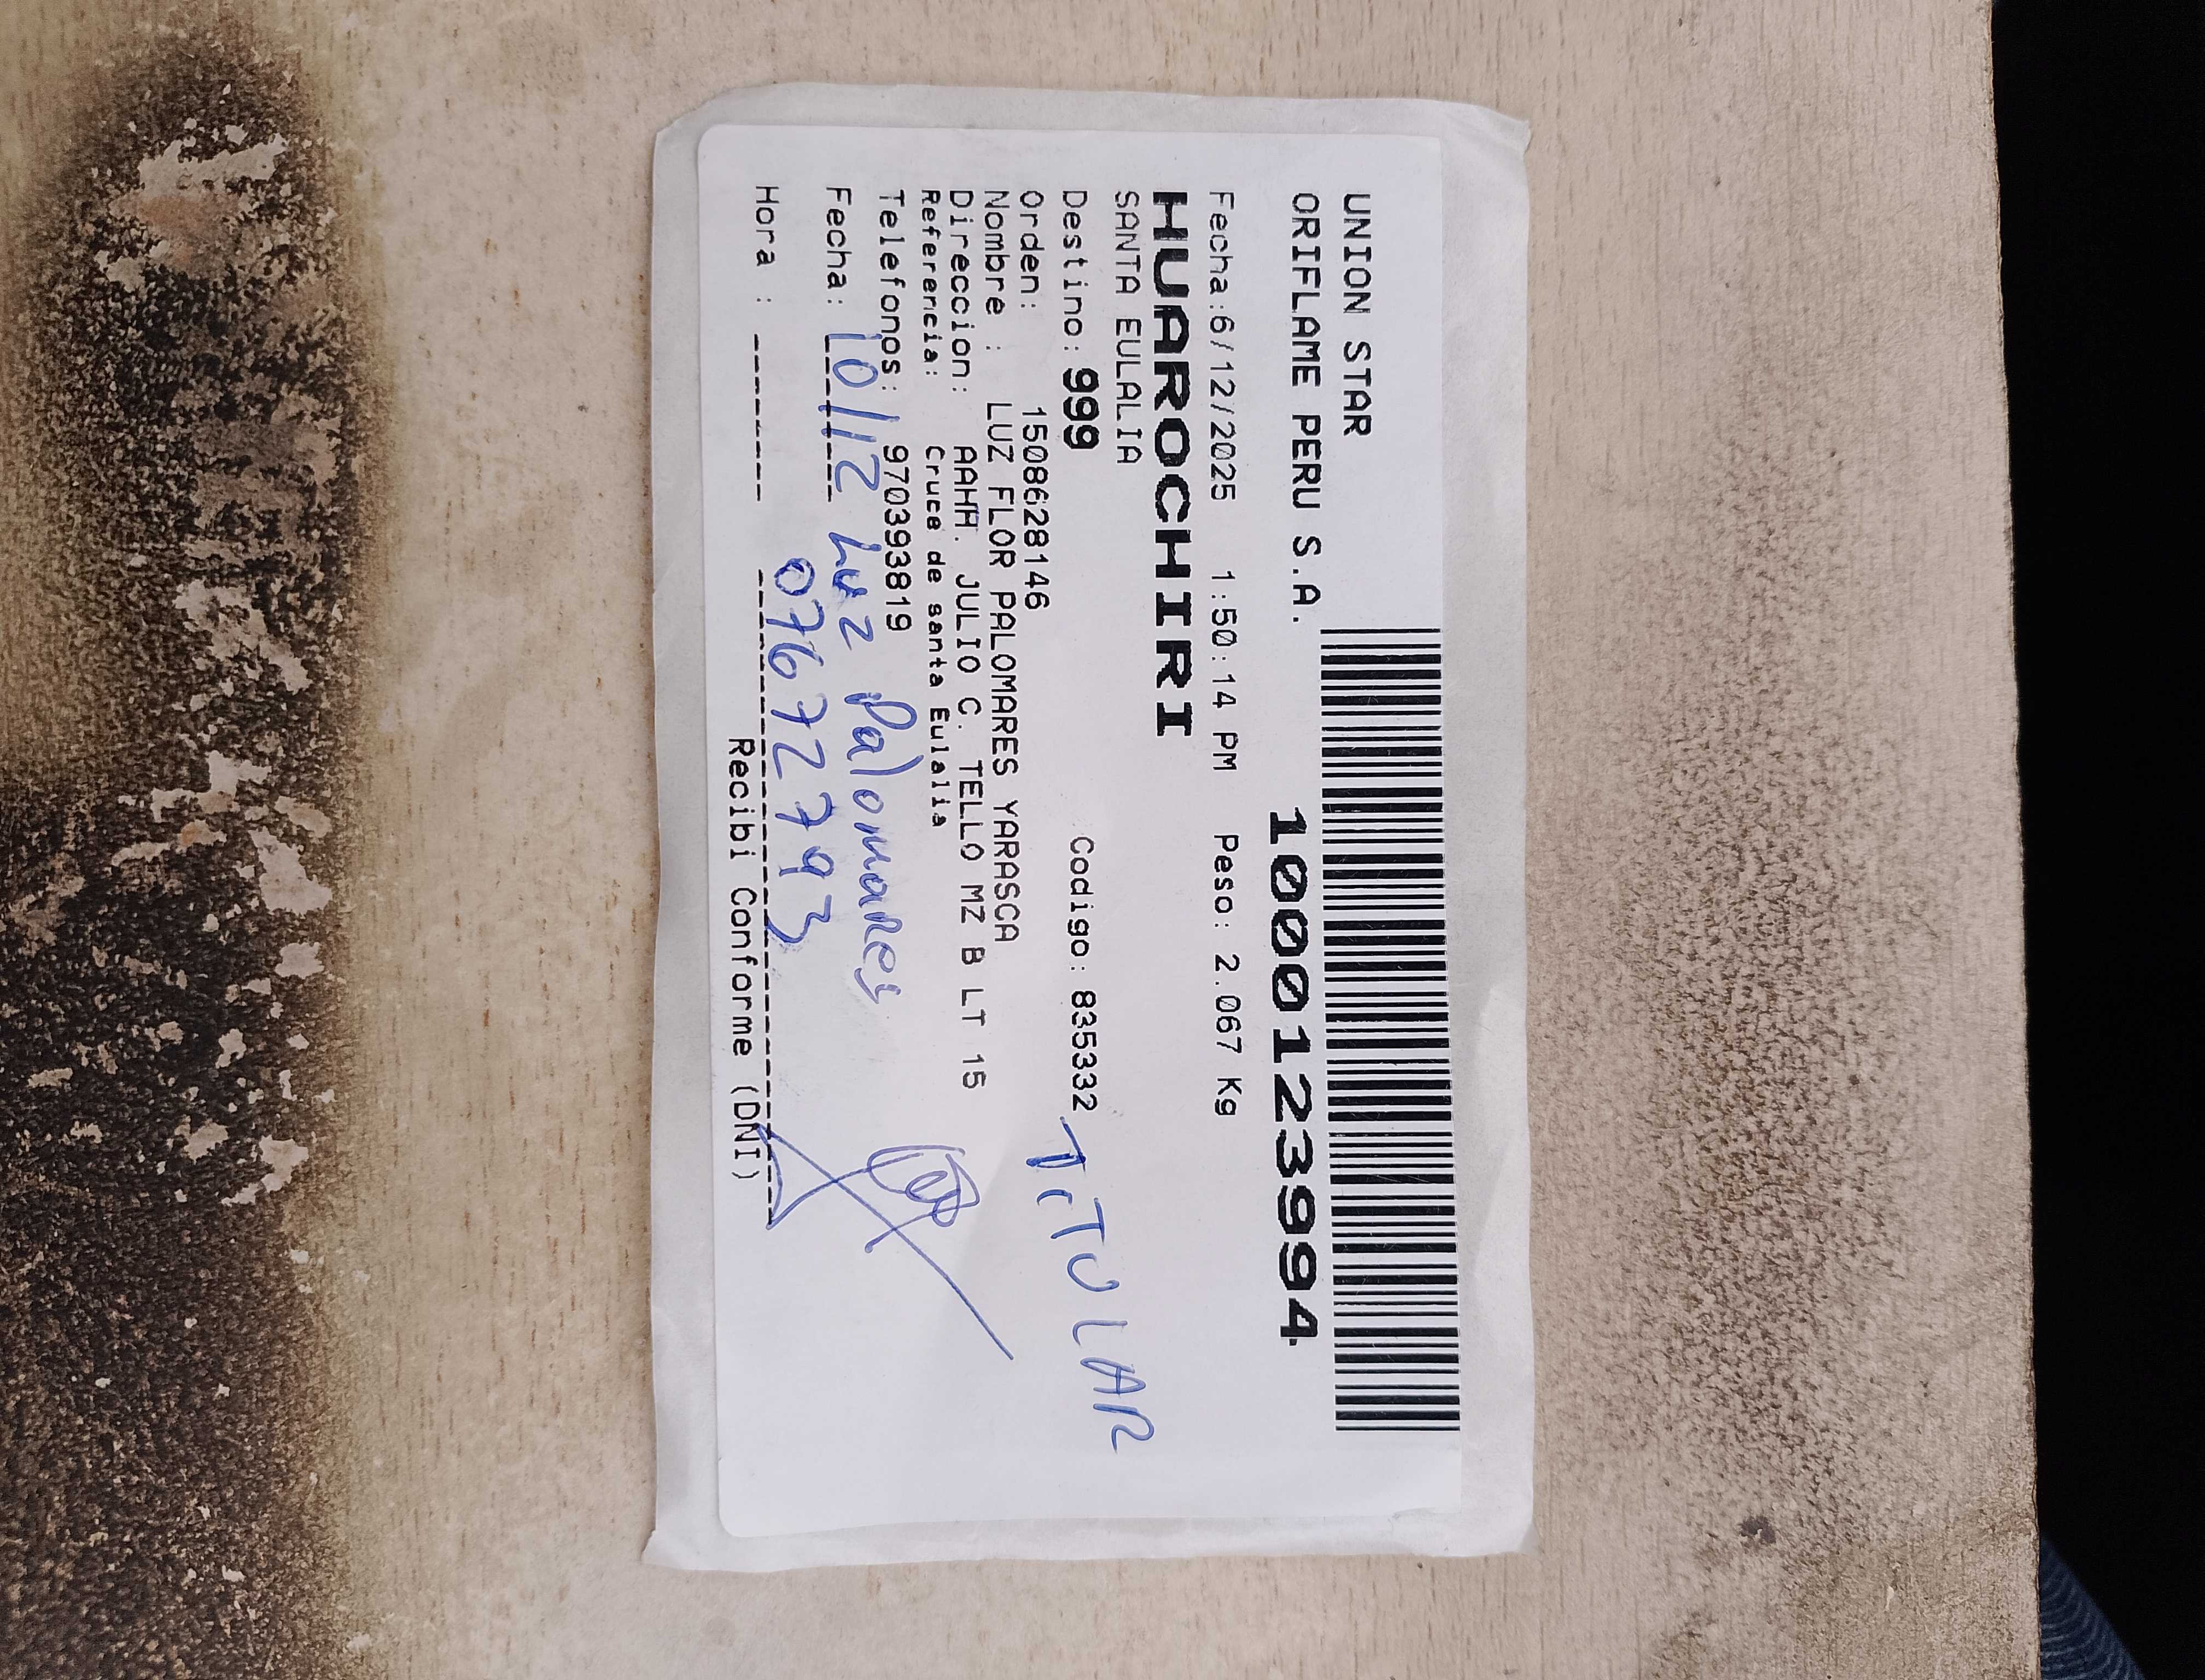 UNION STAR
ORIFLAME PERU S.A.
10001239994
Fecha:6/12/2025 1:50:14 PM Peso: 2.067 Kg
HUAROCHIRI
SANTA EULALIA
Destino: 999 Codigo: 835332
TiTULAR
Orden: 1508628146
Nombre : LUZ FLOR PALOMARES YARASCA
Direccion: AAHH. JULIO C. TELLO MZ B LT 15
Referencia: Cruce de santa Eulalia
Telefonos: 970393819
Fecha: 10/12 Luz Palomares
Hora : 07672793
Recibi Conforme (DNI)